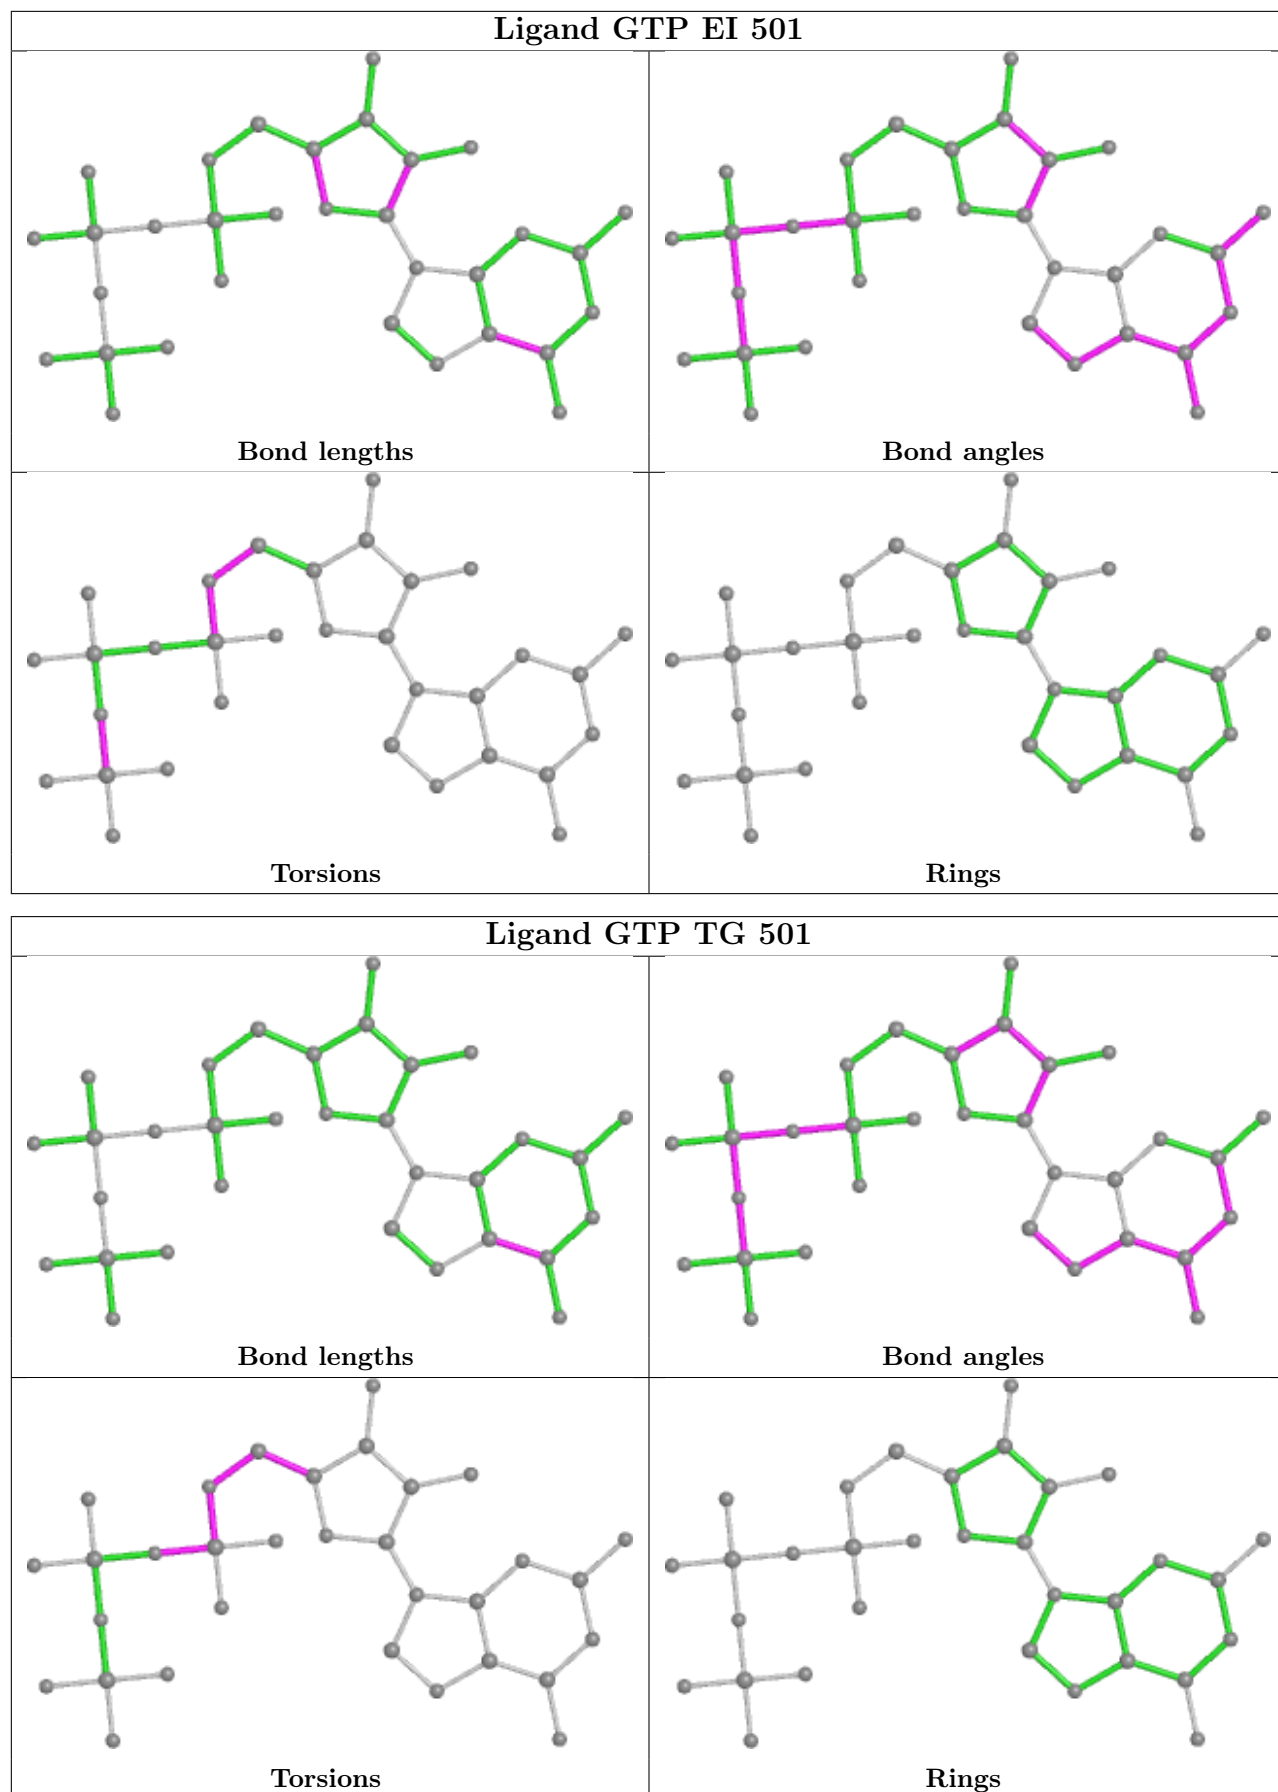 Ligand GTP EI 501
Bond lengths
Bond angles
Torsions
Rings
Ligand GTP TG 501
Bond lengths
Bond angles
Torsions
Rings